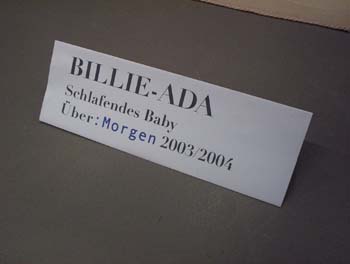 BILLIE-ADA
Schlafendes Baby
Über:Morgen 2003/2004